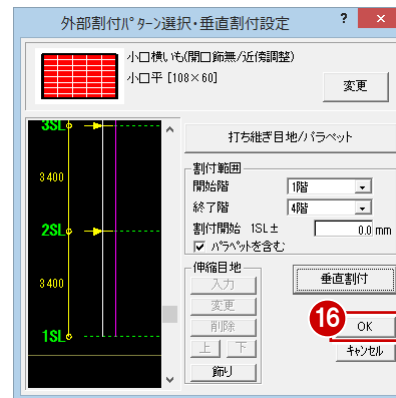 外部割付パターン選択・垂直割付設定 ? ×
小口横いも(開口飾無/近傍調整)
小口平 [108×60]
変更
3SL
3400
2SL
3400
1SL
打ち継ぎ目地/パラペット
割付範囲
開始階 1階
終了階 4階
割付開始 1SL± 0.0 mm
パラペットを含む
伸縮目地
入力
変更
削除
上 下
飾り
垂直割付
16 OK
キャンセル